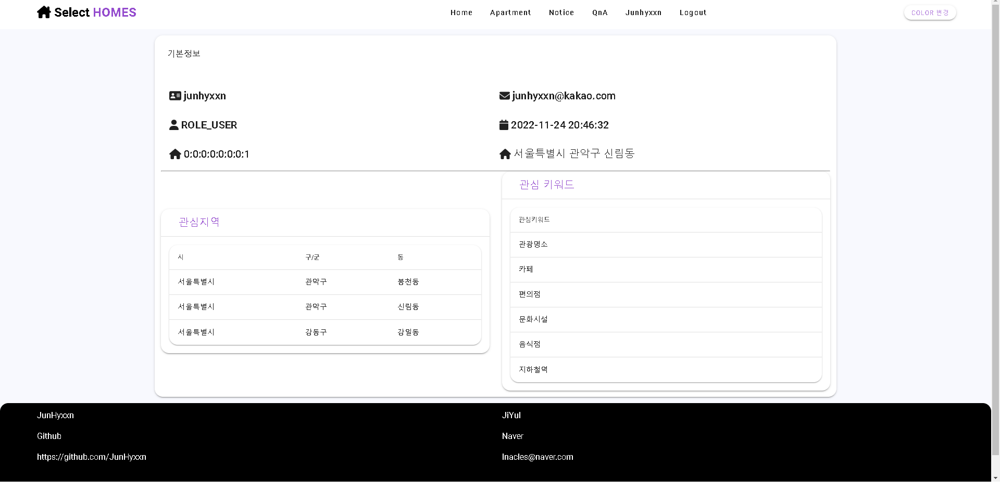 Select HOMES
Home Apartment Notice QnA Junhyxxn Logout
COLOR 변경
기본정보
junhyxxn
junhyxxn@kakao.com
ROLE_USER
2022-11-24 20:46:32
0:0:0:0:0:0:0:1
서울특별시 관악구 신림동
관심지역
시 구/군 동
서울특별시 관악구 봉천동
서울특별시 관악구 신림동
서울특별시 강동구 강일동
관심 키워드
관심키워드
관광명소
카페
편의점
문화시설
음식점
지하철역
JunHyxxn
Github
https://github.com/JunHyxxn
JiYul
Naver
lnacles@naver.com